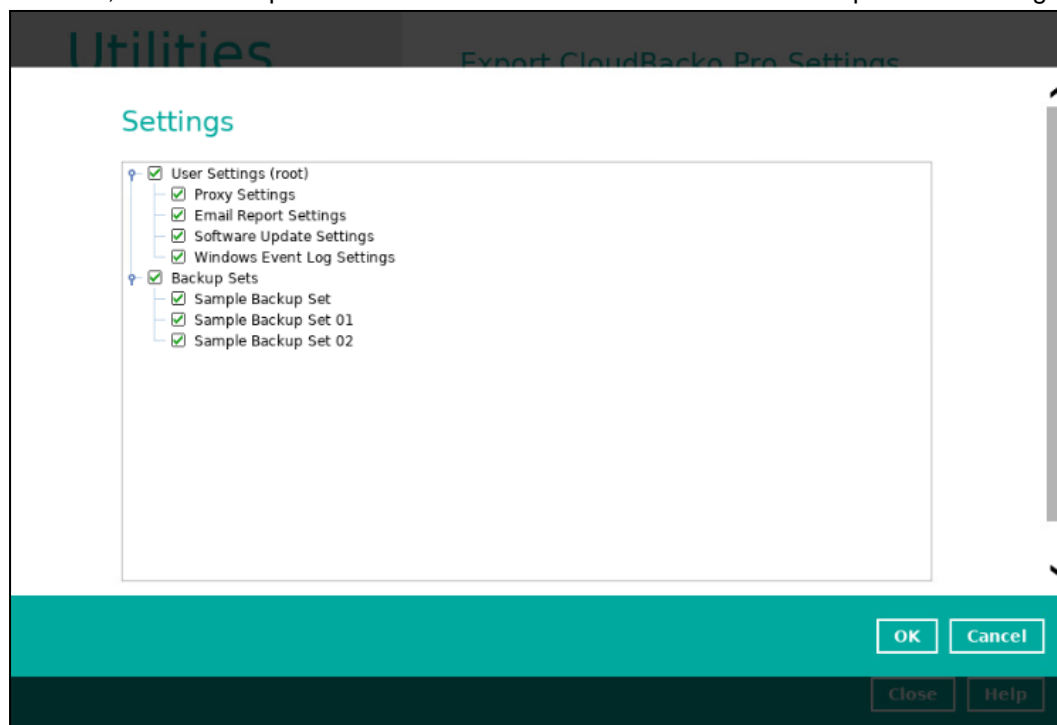 Utilities
Export CloudBacko Pro Settings
Settings
User Settings (root)
Proxy Settings
Email Report Settings
Software Update Settings
Windows Event Log Settings
Backup Sets
Sample Backup Set
Sample Backup Set 01
Sample Backup Set 02
OK Cancel
Close Help